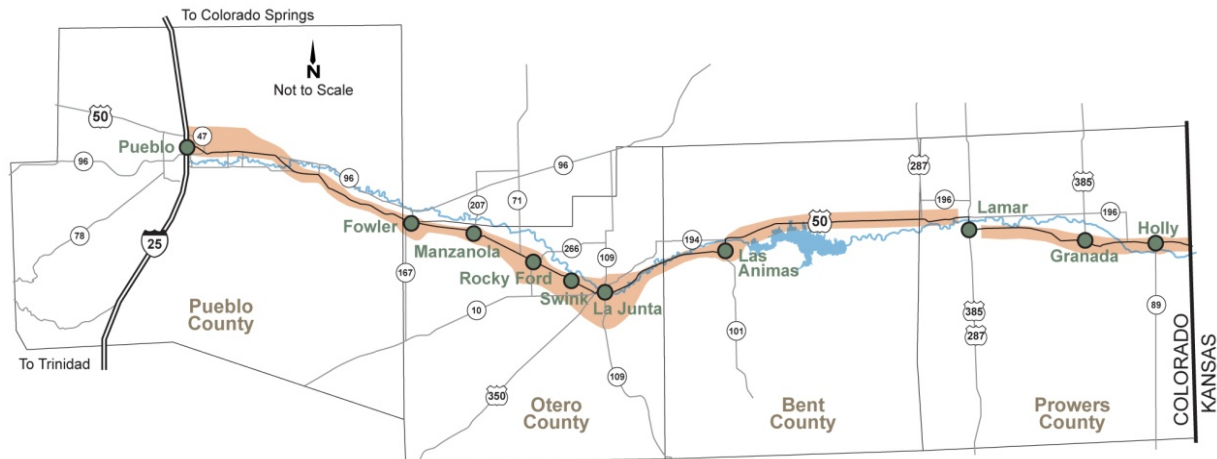 To Colorado Springs
N
Not to Scale
50
47
Pueblo
96
96
96
78
25
Fowler
207
71
Manzanola
266
109
194
Rocky Ford
Swink
La Junta
167
10
350
109
Las
Animas
101
50
287
196
385
Lamar
196
Holly
Granada
385
287
89
Pueblo
County
To Trinidad
Otero
County
Bent
County
Prowers
County
COLORADO
KANSAS